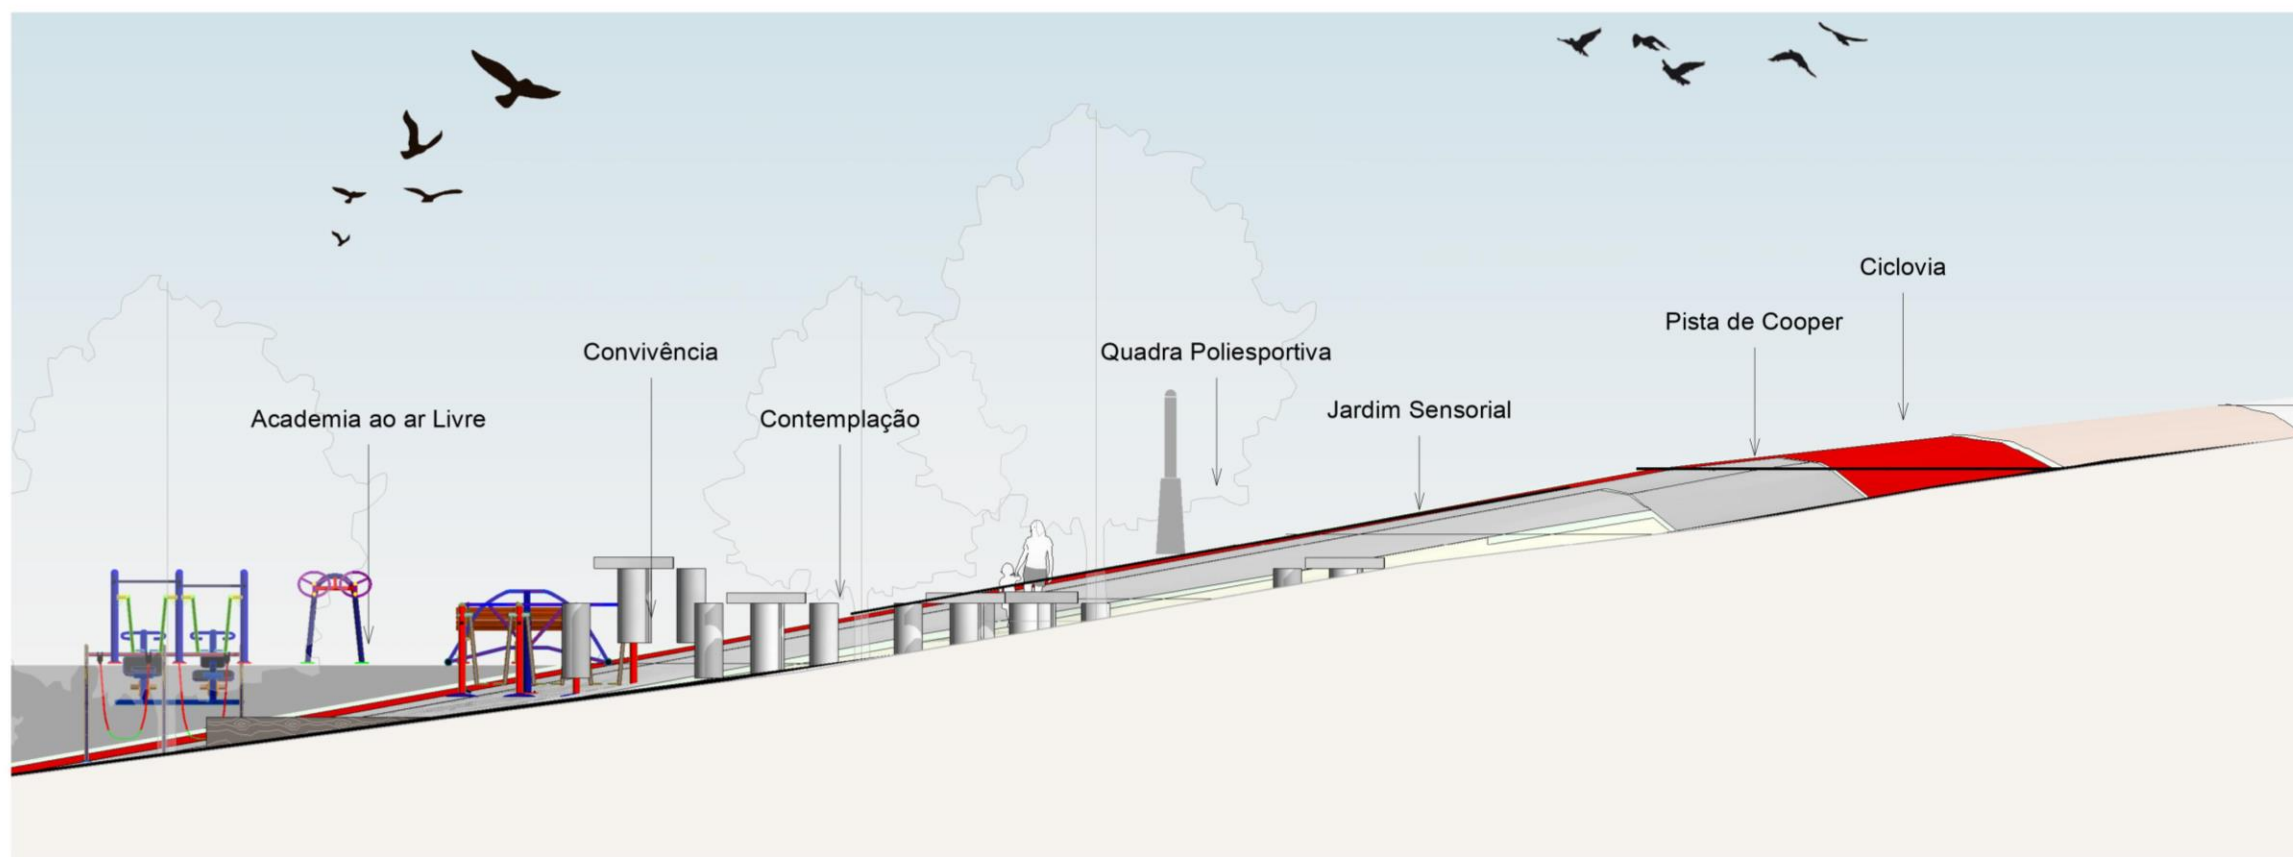 Ciclovia
Pista de Cooper
Convivência
Quadra Poliesportiva
Academia ao ar Livre
Contemplação
Jardim Sensorial